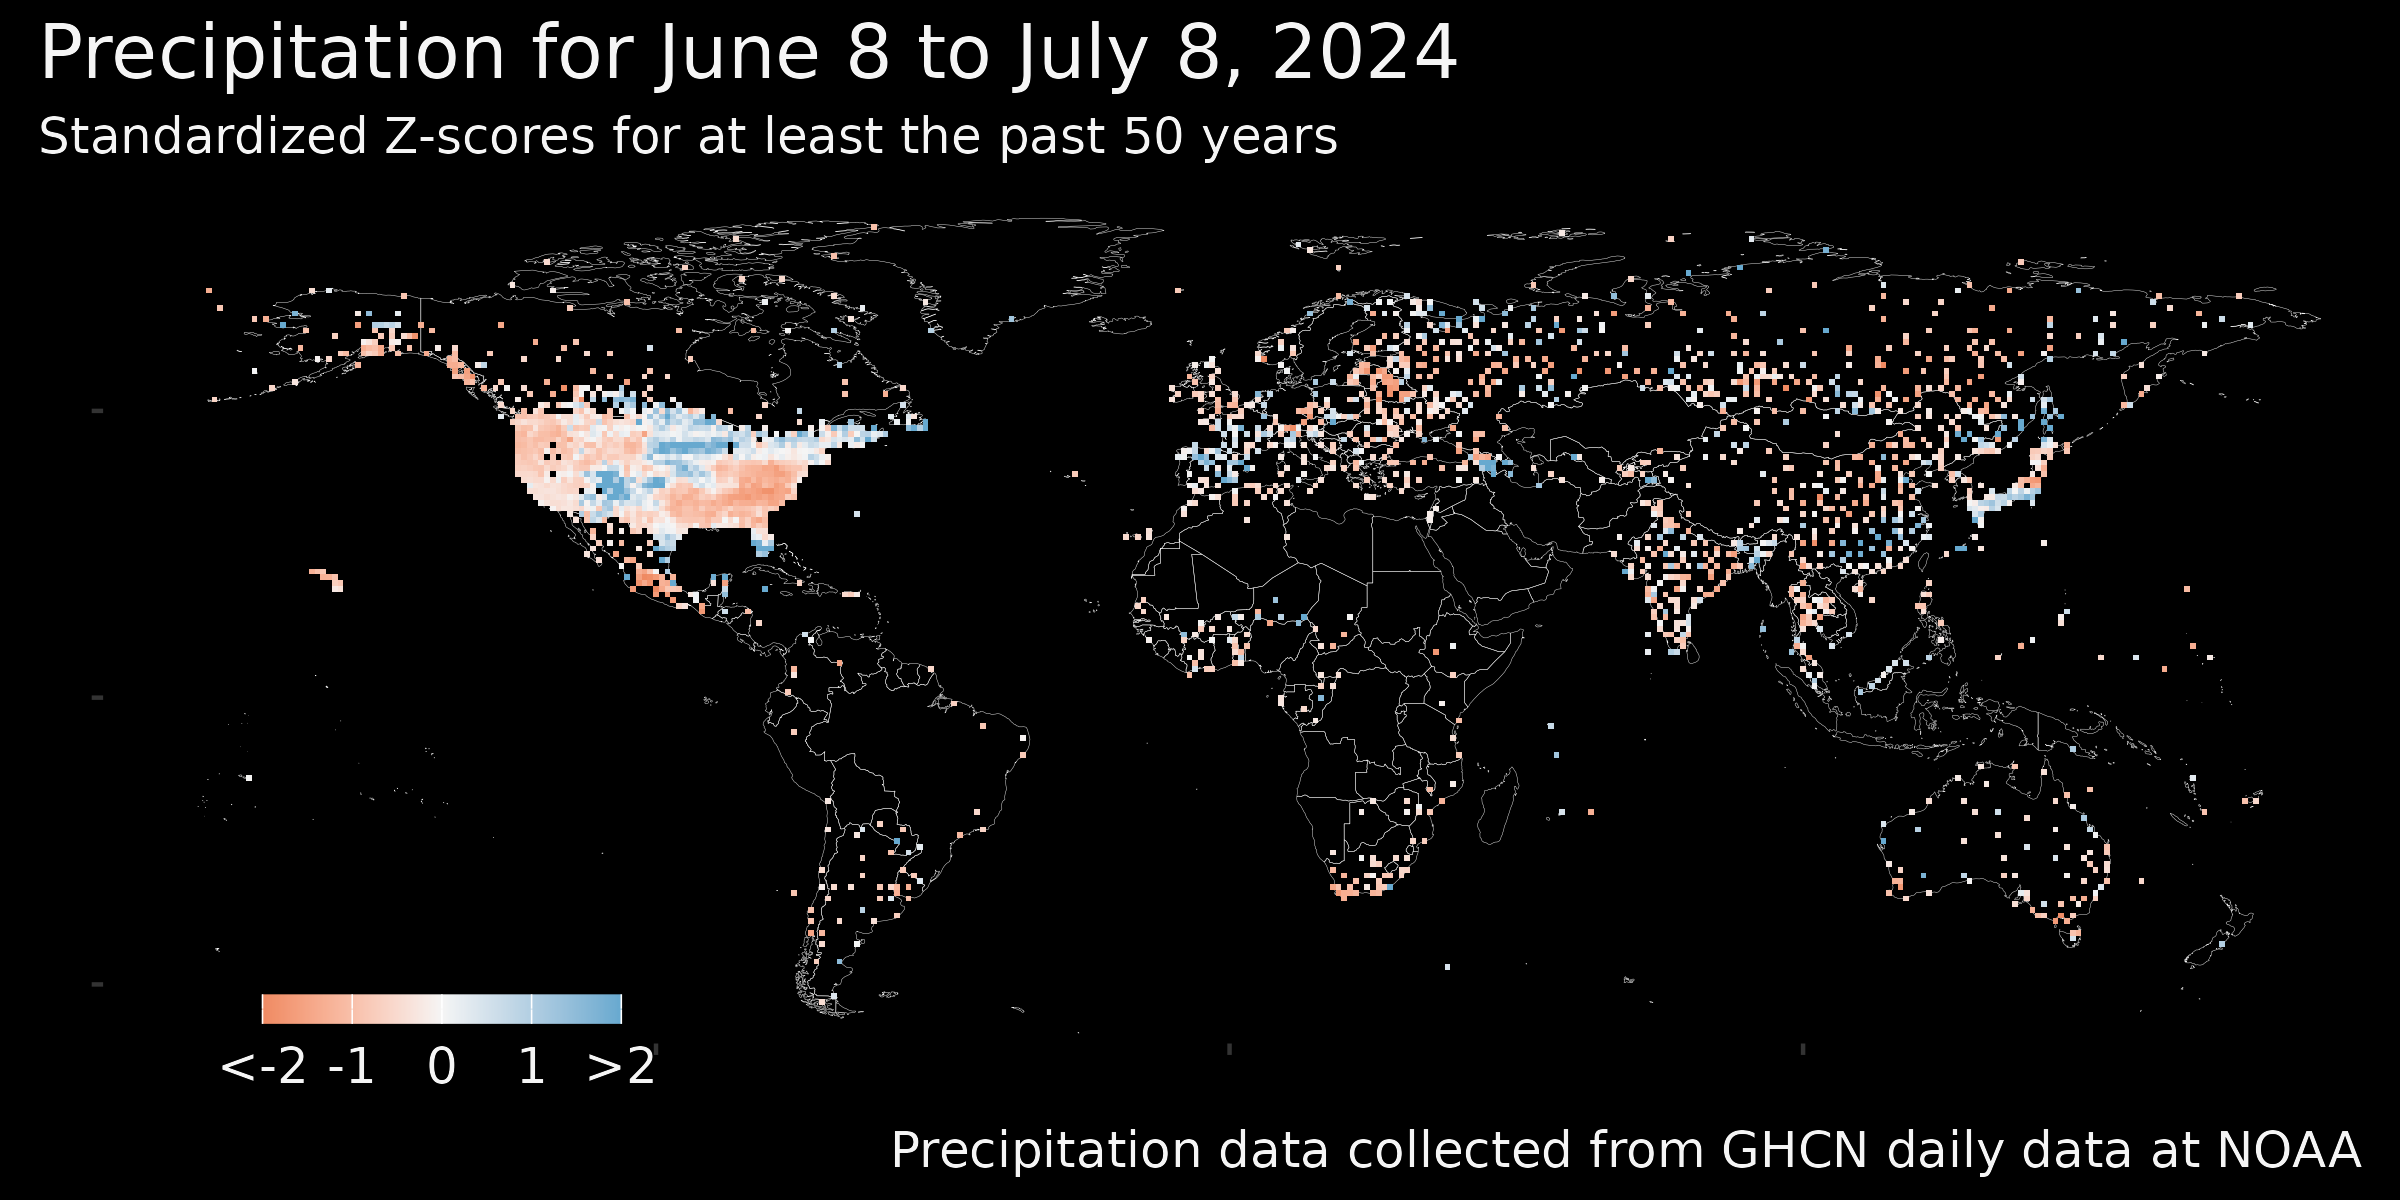 Precipitation for June 8 to July 8, 2024
Standardized Z-scores for at least the past 50 years
<-2 -1 0 1 >2
Precipitation data collected from GHCN daily data at NOAA